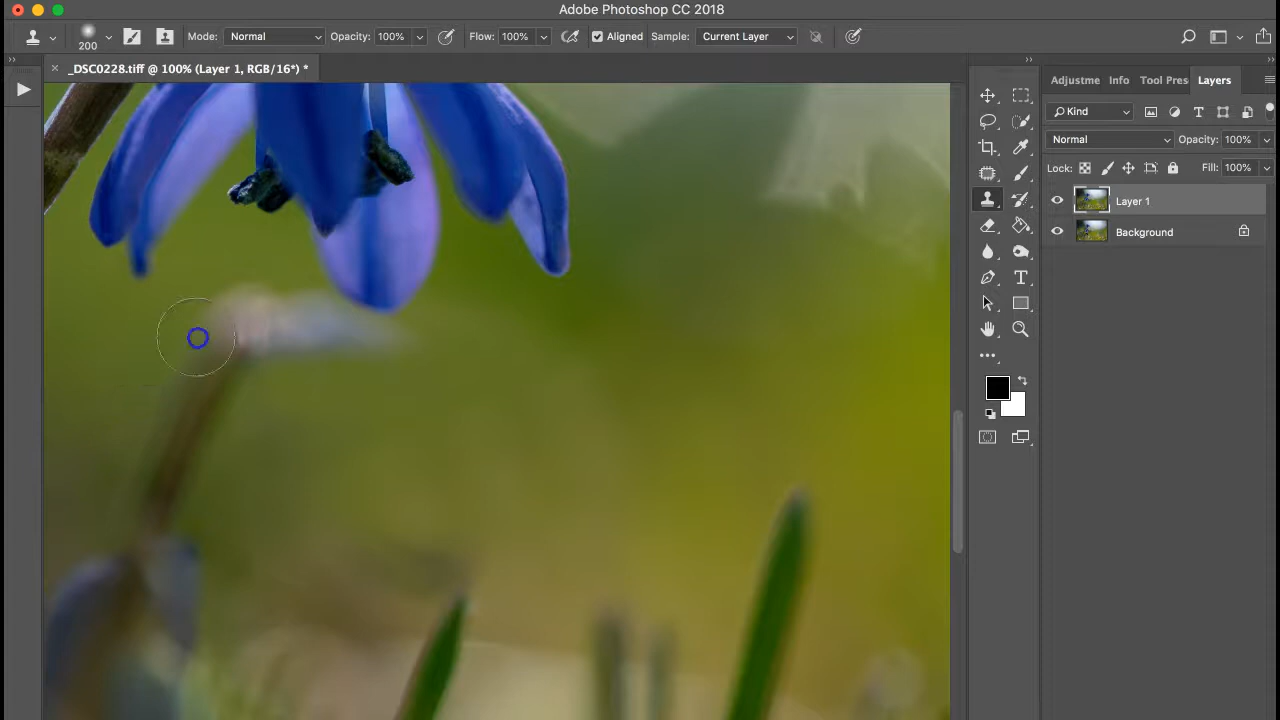 Adobe Photoshop CC 2018
200 Mode: Normal Opacity: 100% Flow: 100% Aligned Sample: Current Layer
_DSC0228.tiff @ 100% (Layer 1, RGB/16*) *
Adjustme Info Tool Pres Layers
Kind
Normal Opacity: 100%
Lock: Fill: 100%
Layer 1
Background